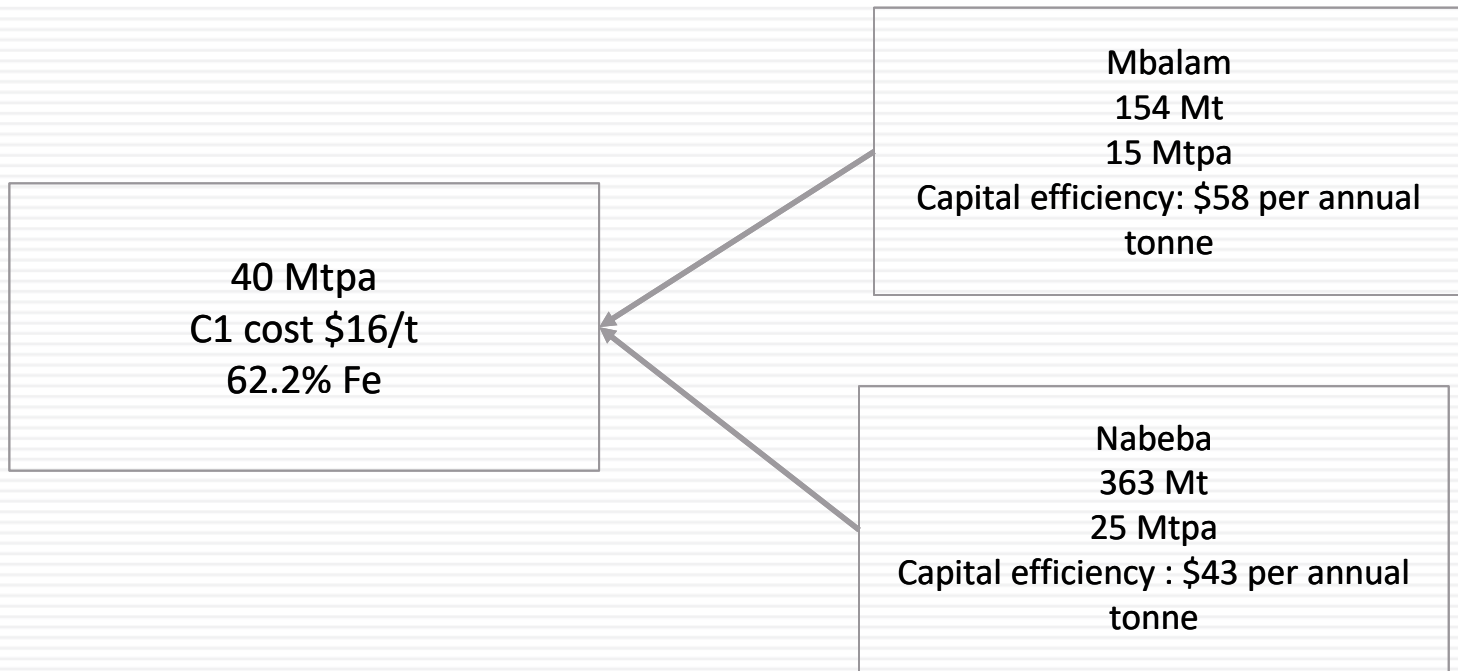 40 Mtpa
C1 cost $16/t
62.2% Fe
Mbalam
154 Mt
15 Mtpa
Capital efficiency: $58 per annual
tonne
Nabeba
363 Mt
25 Mtpa
Capital efficiency : $43 per annual
tonne